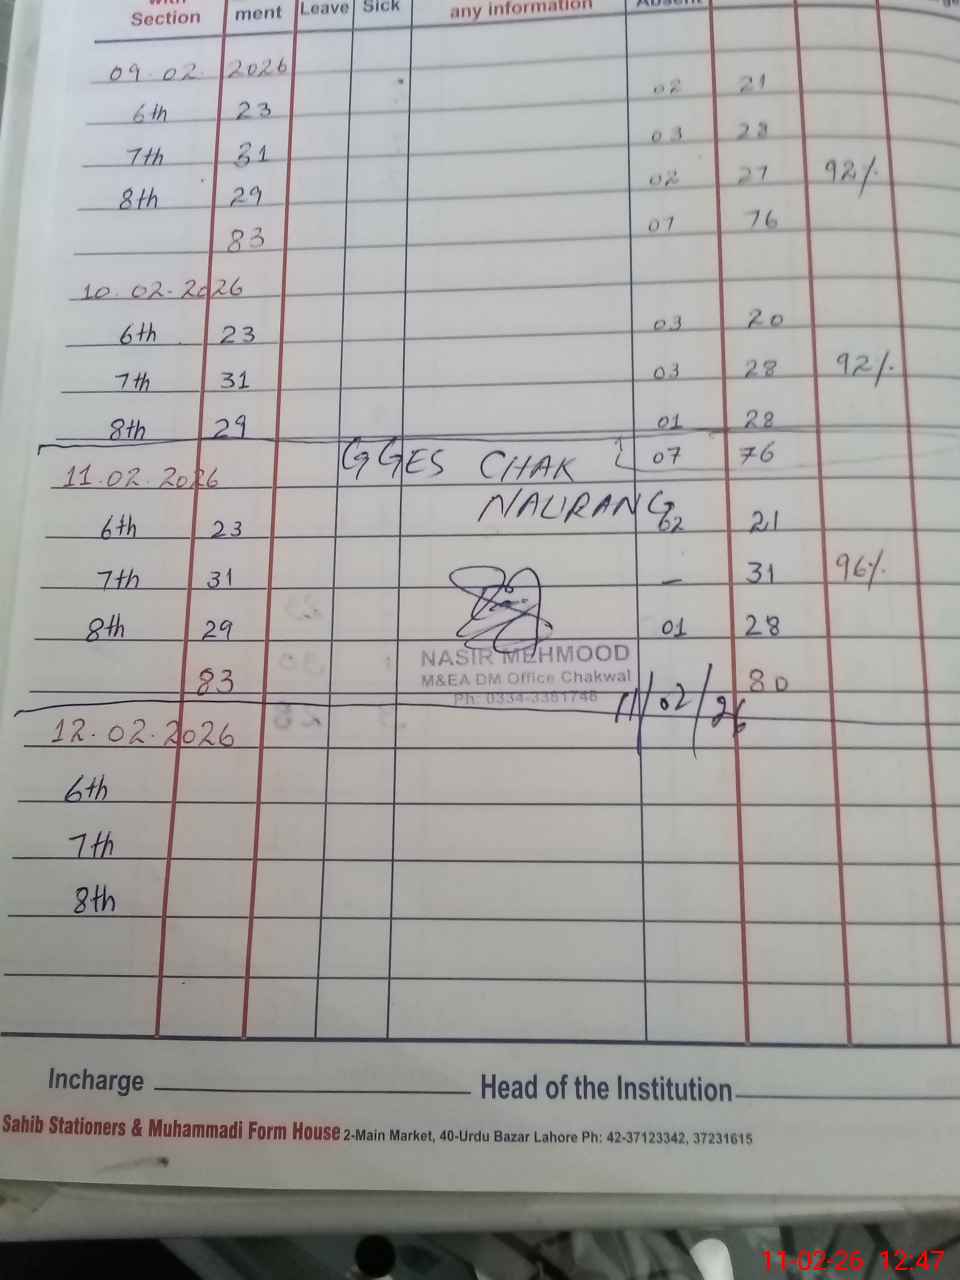 Section ment Leave Sick any information Absent
09.02.2026
6th 23 02 21
7th 31 03 28
8th 29 02 27 92%
83 07 76
10.02.2026
6th 23 03 20
7th 31 03 28 92%
8th 29 01 28
GGES CHAK 07 76
11.02.2026
NAURANG
6th 23 02 21
7th 31 — 31 96%
8th 29 01 28
NASIR MEHMOOD
M&EA DM Office Chakwal
83 80
Ph: 0334-3381748
11/02/26
12.02.2026
6th
7th
8th
Incharge Head of the Institution
Sahib Stationers & Muhammadi Form House 2-Main Market, 40-Urdu Bazar Lahore Ph: 42-37123342, 37231615
11-02-26 12:47